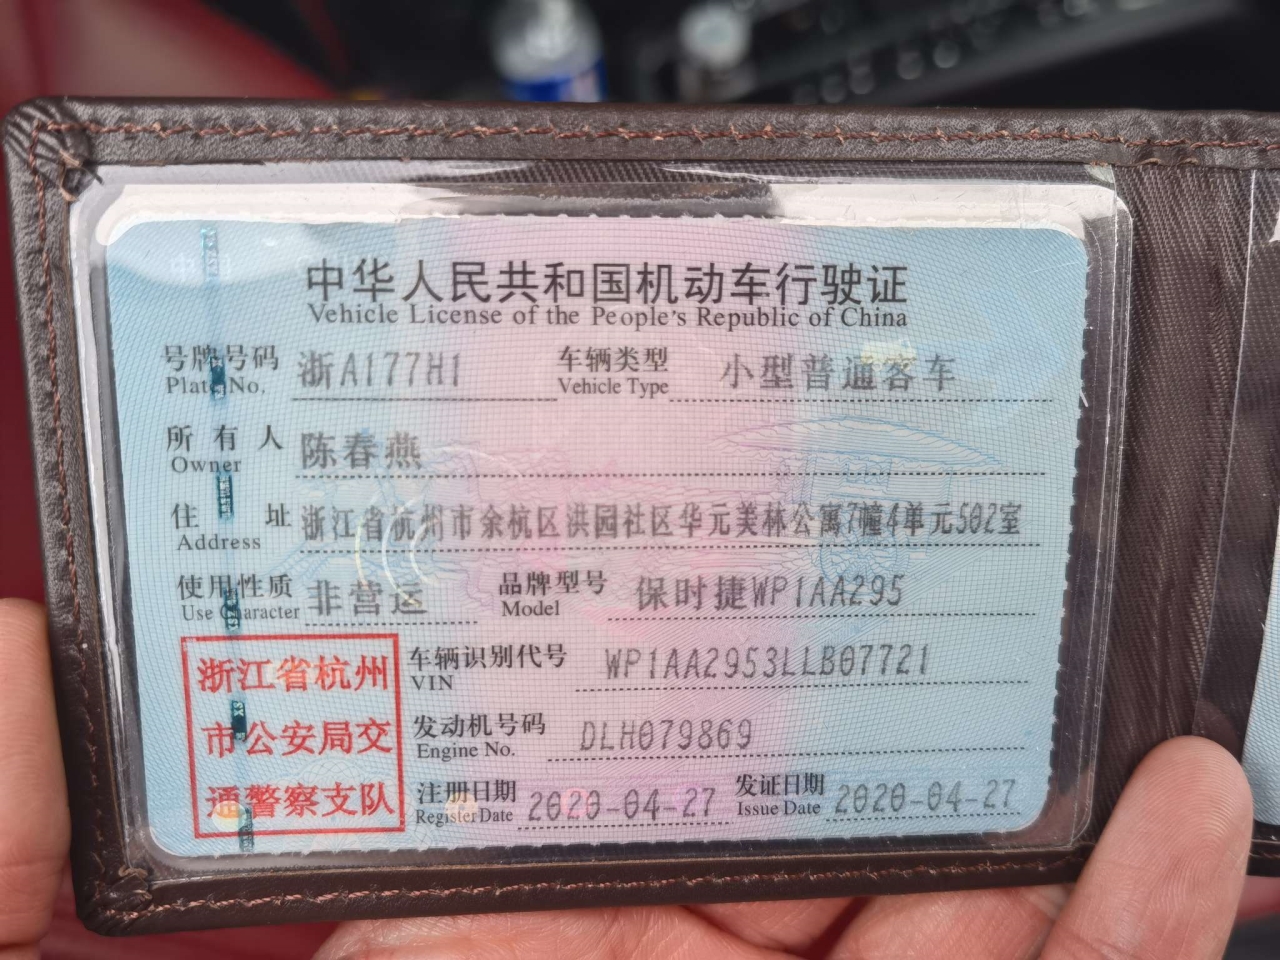 中华人民共和国机动车行驶证
Vehicle License of the People's Republic of China
号牌号码 浙A177H1 车辆类型 小型普通客车
Plate No. Vehicle Type
所有人 陈春燕
Owner
住址 浙江省杭州市余杭区洪园社区华元美林公寓7幢4单元502室
Address
使用性质 非营运 品牌型号 保时捷WP1AA295
Use Character Model
浙江省杭州 车辆识别代号 WP1AA2953LLB07721
VIN
市公安局交 发动机号码 DLH079869
Engine No.
通警察支队 注册日期 2020-04-27 发证日期 2020-04-27
Register Date Issue Date